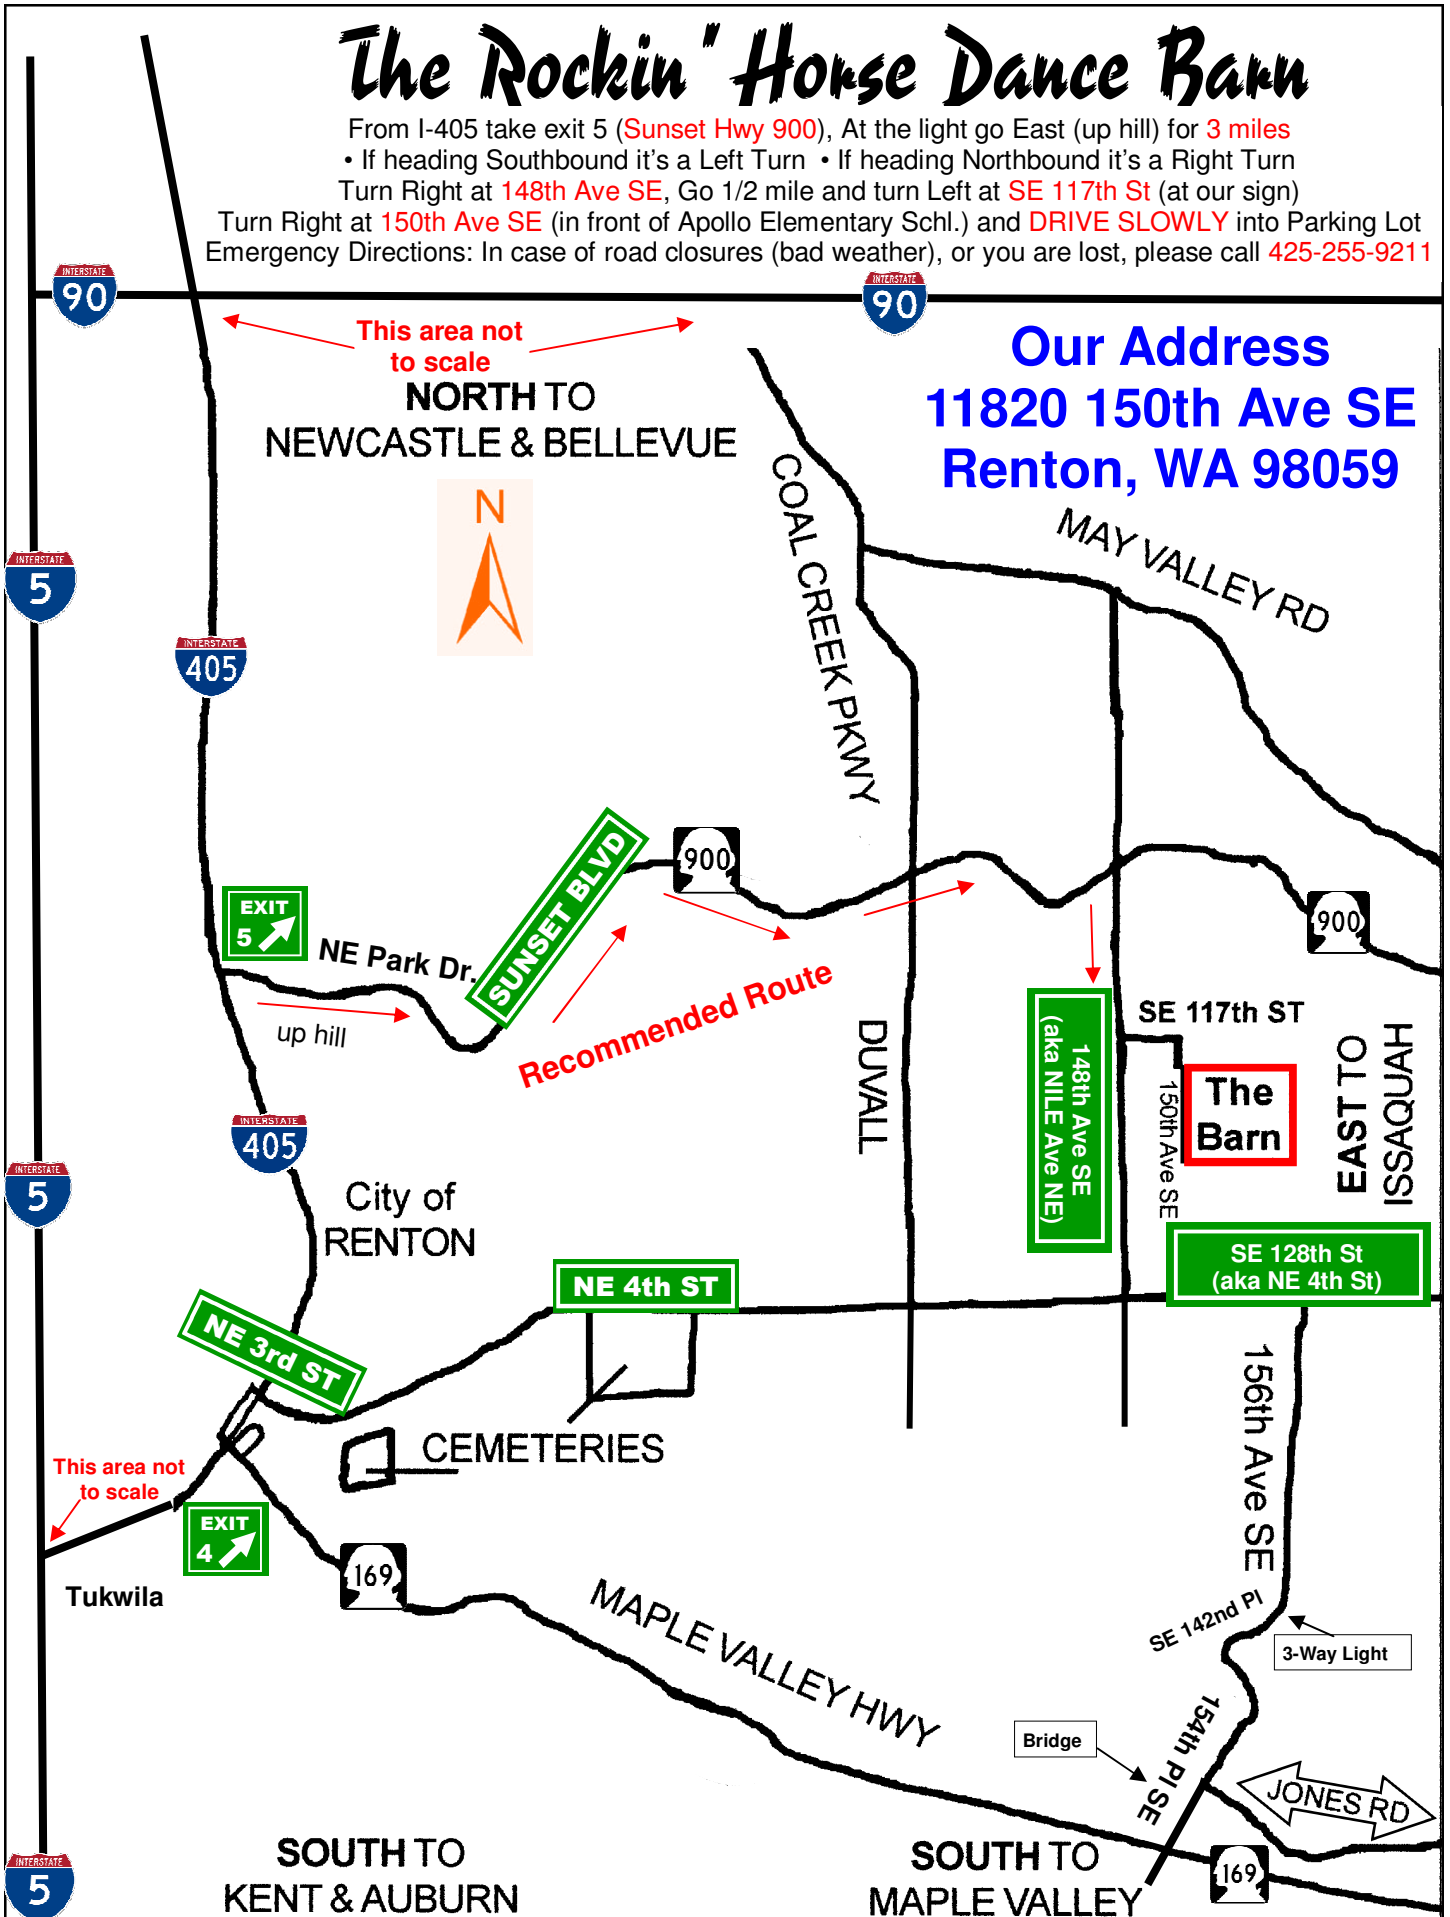 The Rockin" Horse Dance Barn
From I-405 take exit 5 (Sunset Hwy 900), At the light go East (up hill) for 3 miles
• If heading Southbound it's a Left Turn • If heading Northbound it's a Right Turn
Turn Right at 148th Ave SE, Go 1/2 mile and turn Left at SE 117th St (at our sign)
Turn Right at 150th Ave SE (in front of Apollo Elementary Schl.) and DRIVE SLOWLY into Parking Lot
Emergency Directions: In case of road closures (bad weather), or you are lost, please call 425-255-9211
INTERSTATE
90
INTERSTATE
90
This area not
to scale
NORTH TO
NEWCASTLE & BELLEVUE
Our Address
11820 150th Ave SE
Renton, WA 98059
N
COAL CREEK PKWY
MAY VALLEY RD
INTERSTATE
5
INTERSTATE
405
SUNSET BLVD
900
EXIT
5
NE Park Dr.
up hill
Recommended Route
900
DUVALL
148th Ave SE
(aka NILE Ave NE)
SE 117th ST
150th Ave SE
The
Barn
EAST TO
ISSAQUAH
INTERSTATE
405
INTERSTATE
5
City of
RENTON
NE 4th ST
SE 128th St
(aka NE 4th St)
NE 3rd ST
156th Ave SE
CEMETERIES
This area not
to scale
EXIT
4
Tukwila
169
MAPLE VALLEY HWY
SE 142nd Pl
3-Way Light
154th Pl SE
Bridge
JONES RD
SOUTH TO
KENT & AUBURN
SOUTH TO
MAPLE VALLEY
169
INTERSTATE
5